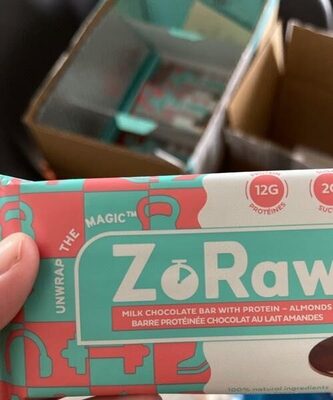 UNWRAP THE MAGIC™
12G
PROTÉINES
ZoRaw
MILK CHOCOLATE BAR WITH PROTEIN – ALMONDS
BARRE PROTÉINÉE CHOCOLAT AU LAIT AMANDES
100% natural ingredients